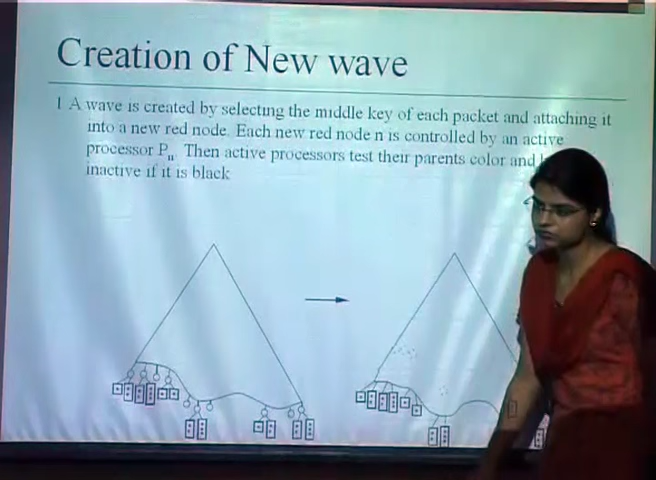 Creation of New wave
1 A wave is created by selecting the middle key of each packet and attaching it
into a new red node. Each new red node n is controlled by an active
processor Pn. Then active processors test their parents color and
inactive if it is black